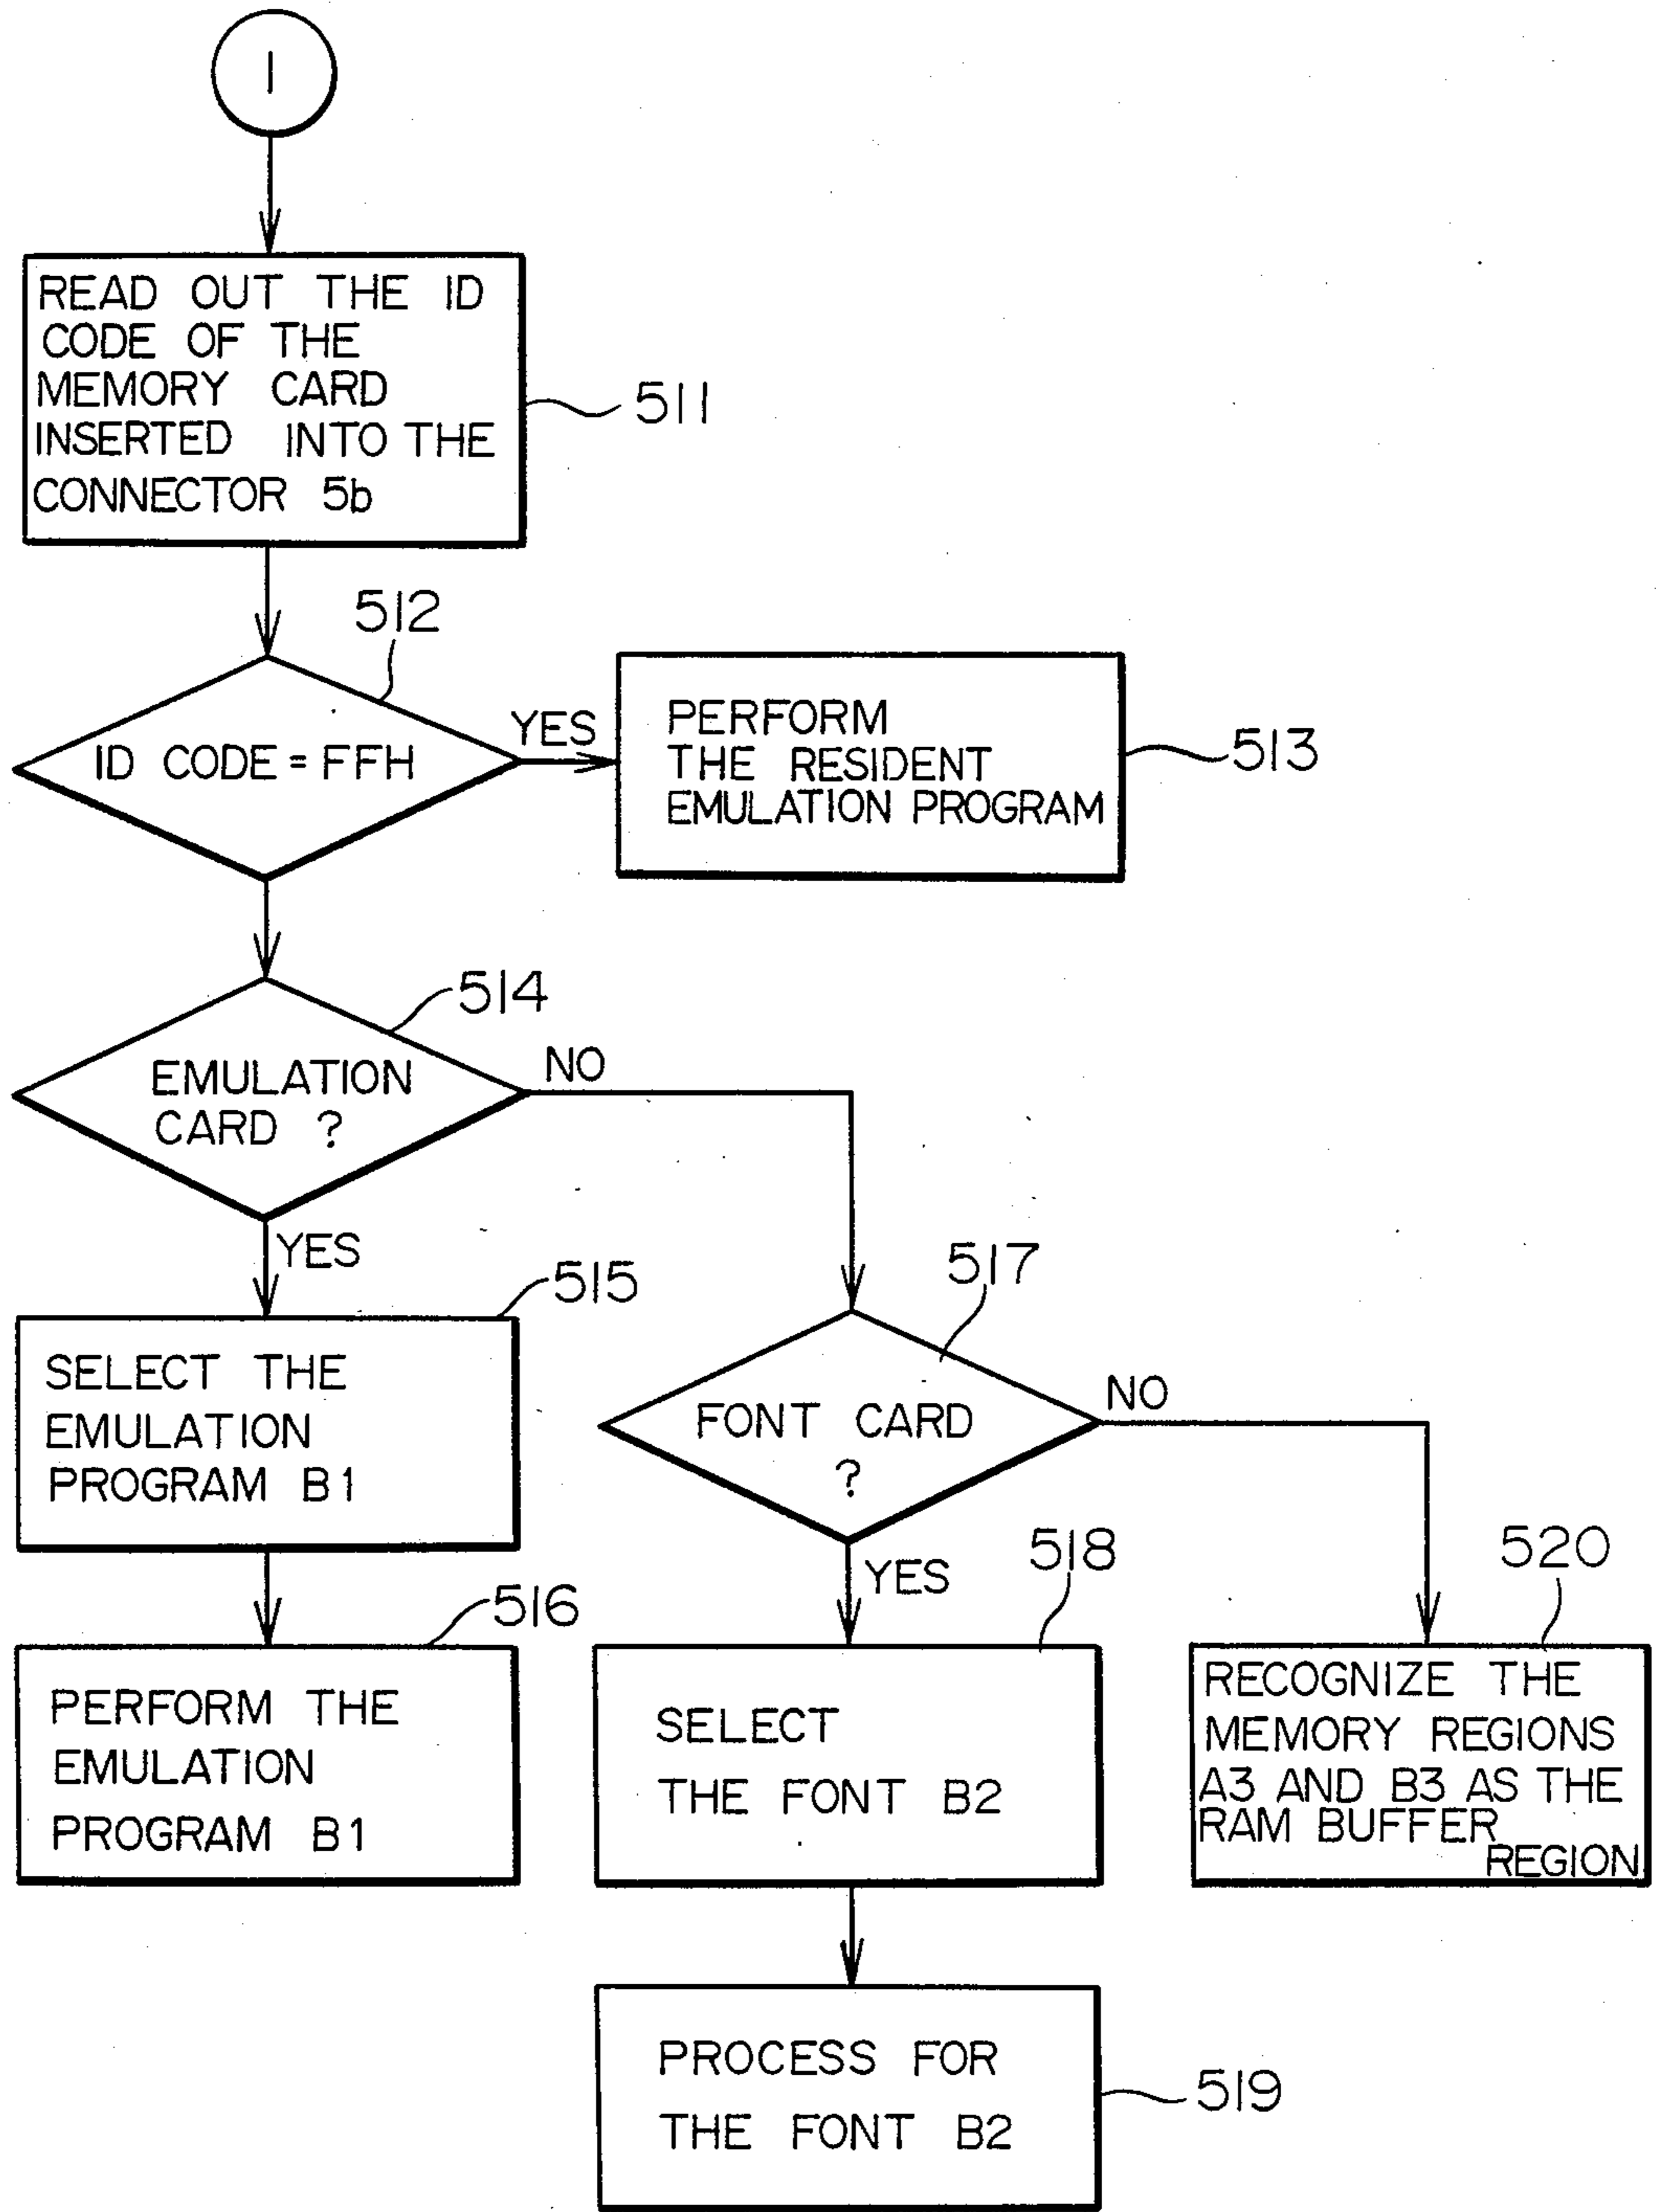 1
READ OUT THE ID
CODE OF THE
MEMORY CARD
INSERTED INTO THE
CONNECTOR 5b
511
512
ID CODE = FFH
YES
PERFORM
THE RESIDENT
EMULATION PROGRAM
513
514
EMULATION
CARD ?
NO
YES
515
SELECT THE
EMULATION
PROGRAM B1
516
PERFORM THE
EMULATION
PROGRAM B1
517
FONT CARD
?
NO
YES
518
SELECT
THE FONT B2
520
RECOGNIZE THE
MEMORY REGIONS
A3 AND B3 AS THE
RAM BUFFER
REGION
PROCESS FOR
THE FONT B2
519